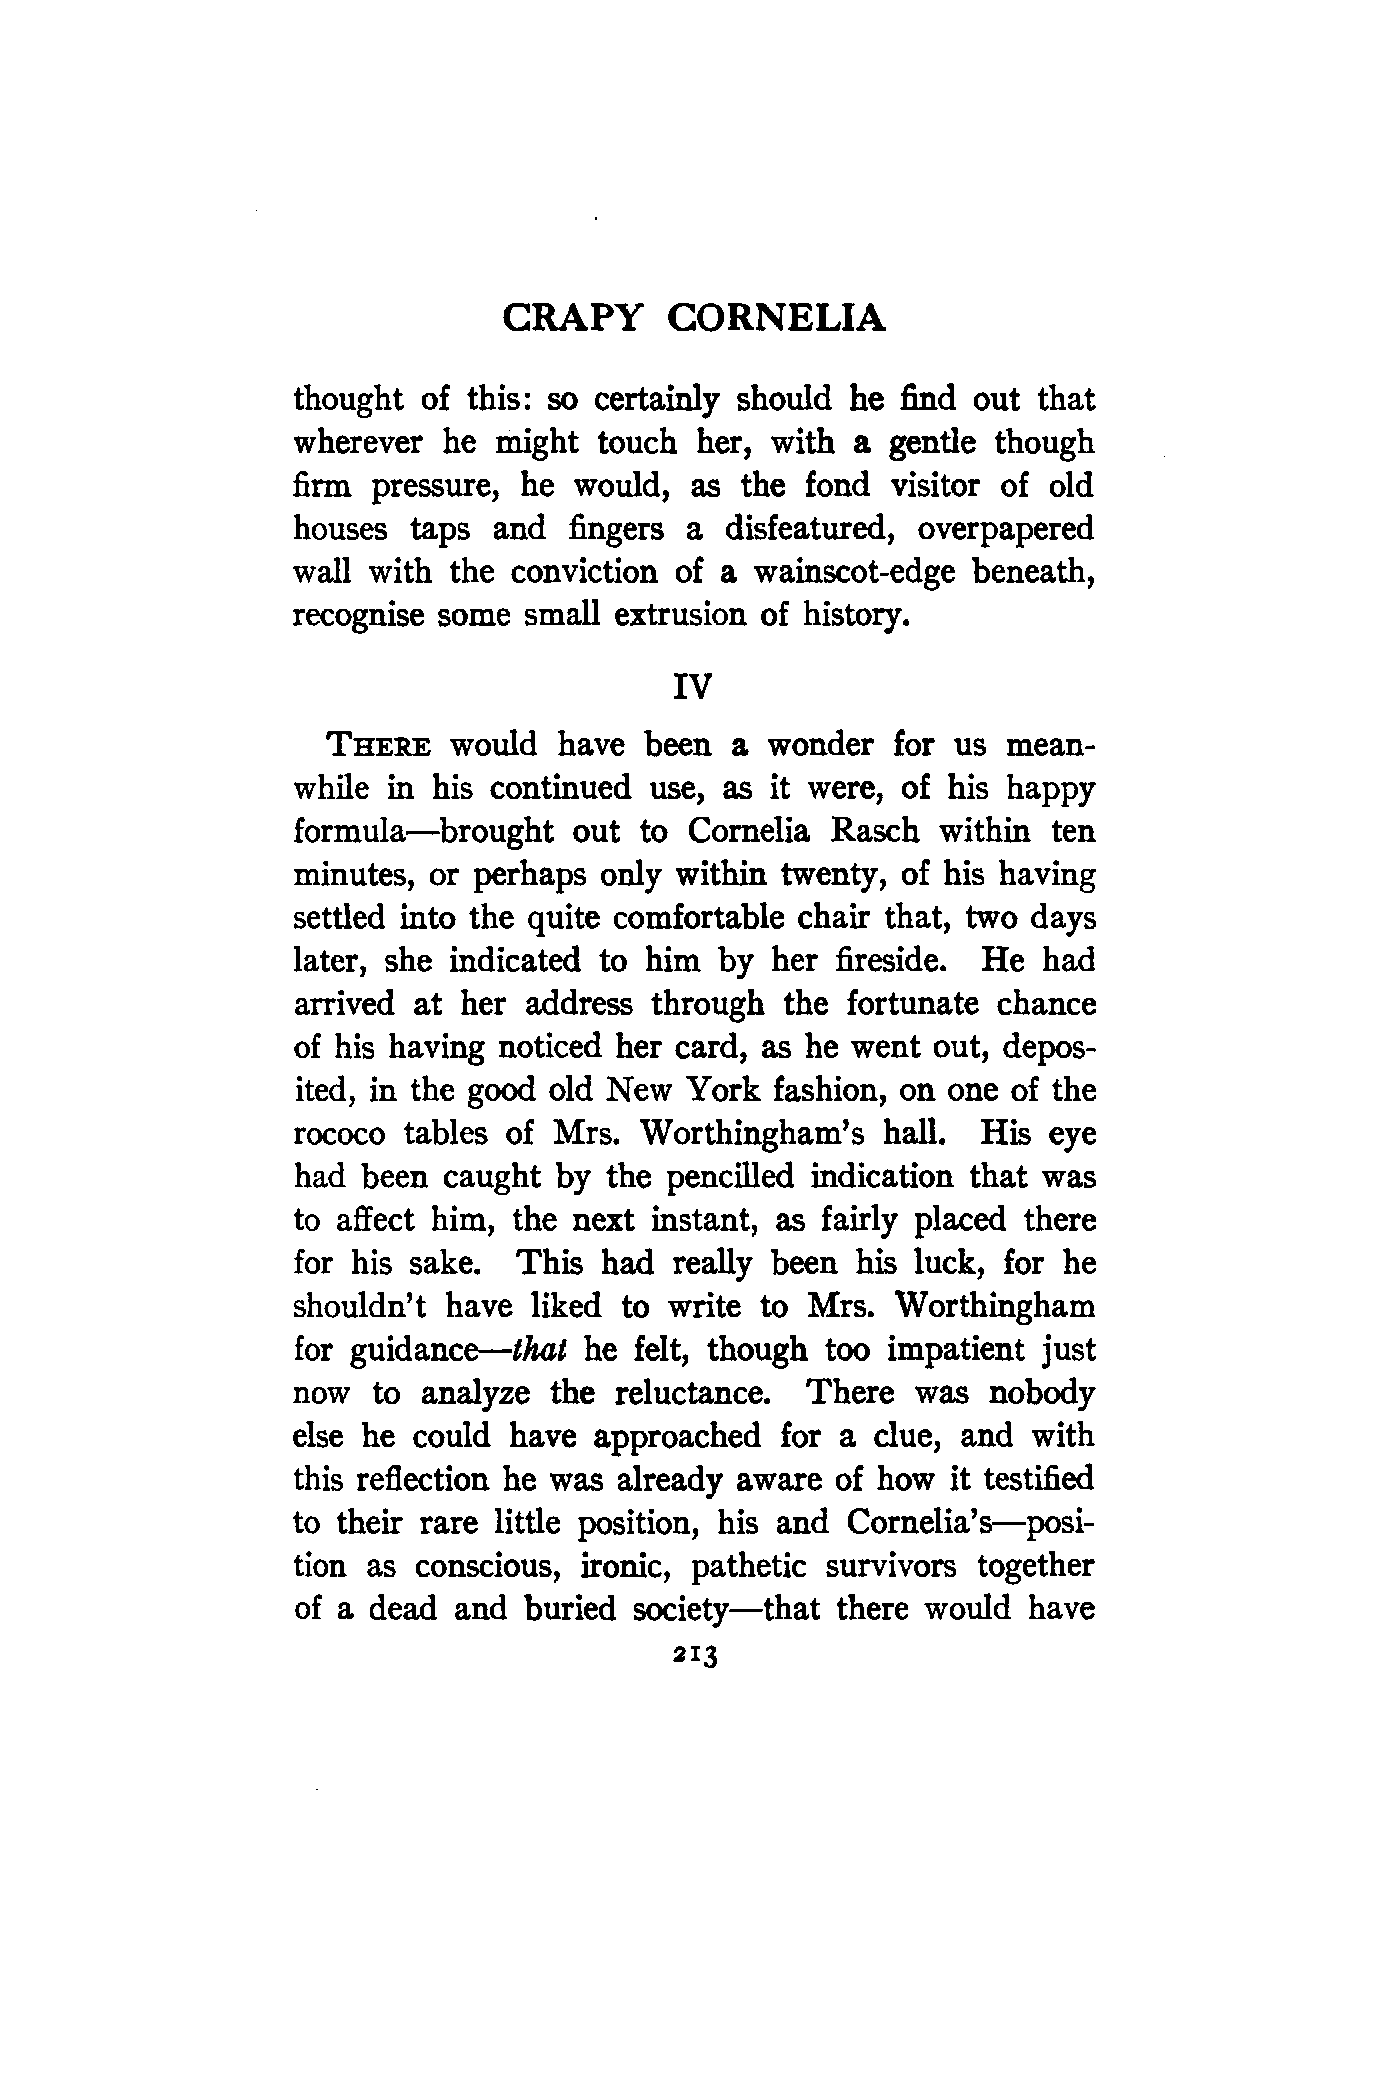 CRAPY CORNELIA
thought of this: so certainly should he find out that
wherever he might touch her, with a gentle though
firm pressure, he would, as the fond visitor of old
houses taps and fingers a disfeatured, overpapered
wall with the conviction of a wainscot-edge beneath,
recognise some small extrusion of history.
IV
THERE would have been a wonder for us mean-
while in his continued use, as it were, of his happy
formula—brought out to Cornelia Rasch within ten
minutes, or perhaps only within twenty, of his having
settled into the quite comfortable chair that, two days
later, she indicated to him by her fireside. He had
arrived at her address through the fortunate chance
of his having noticed her card, as he went out, depos-
ited, in the good old New York fashion, on one of the
rococo tables of Mrs. Worthingham's hall. His eye
had been caught by the pencilled indication that was
to affect him, the next instant, as fairly placed there
for his sake. This had really been his luck, for he
shouldn't have liked to write to Mrs. Worthingham
for guidance—that he felt, though too impatient just
now to analyze the reluctance. There was nobody
else he could have approached for a clue, and with
this reflection he was already aware of how it testified
to their rare little position, his and Cornelia's—posi-
tion as conscious, ironic, pathetic survivors together
of a dead and buried society—that there would have
213